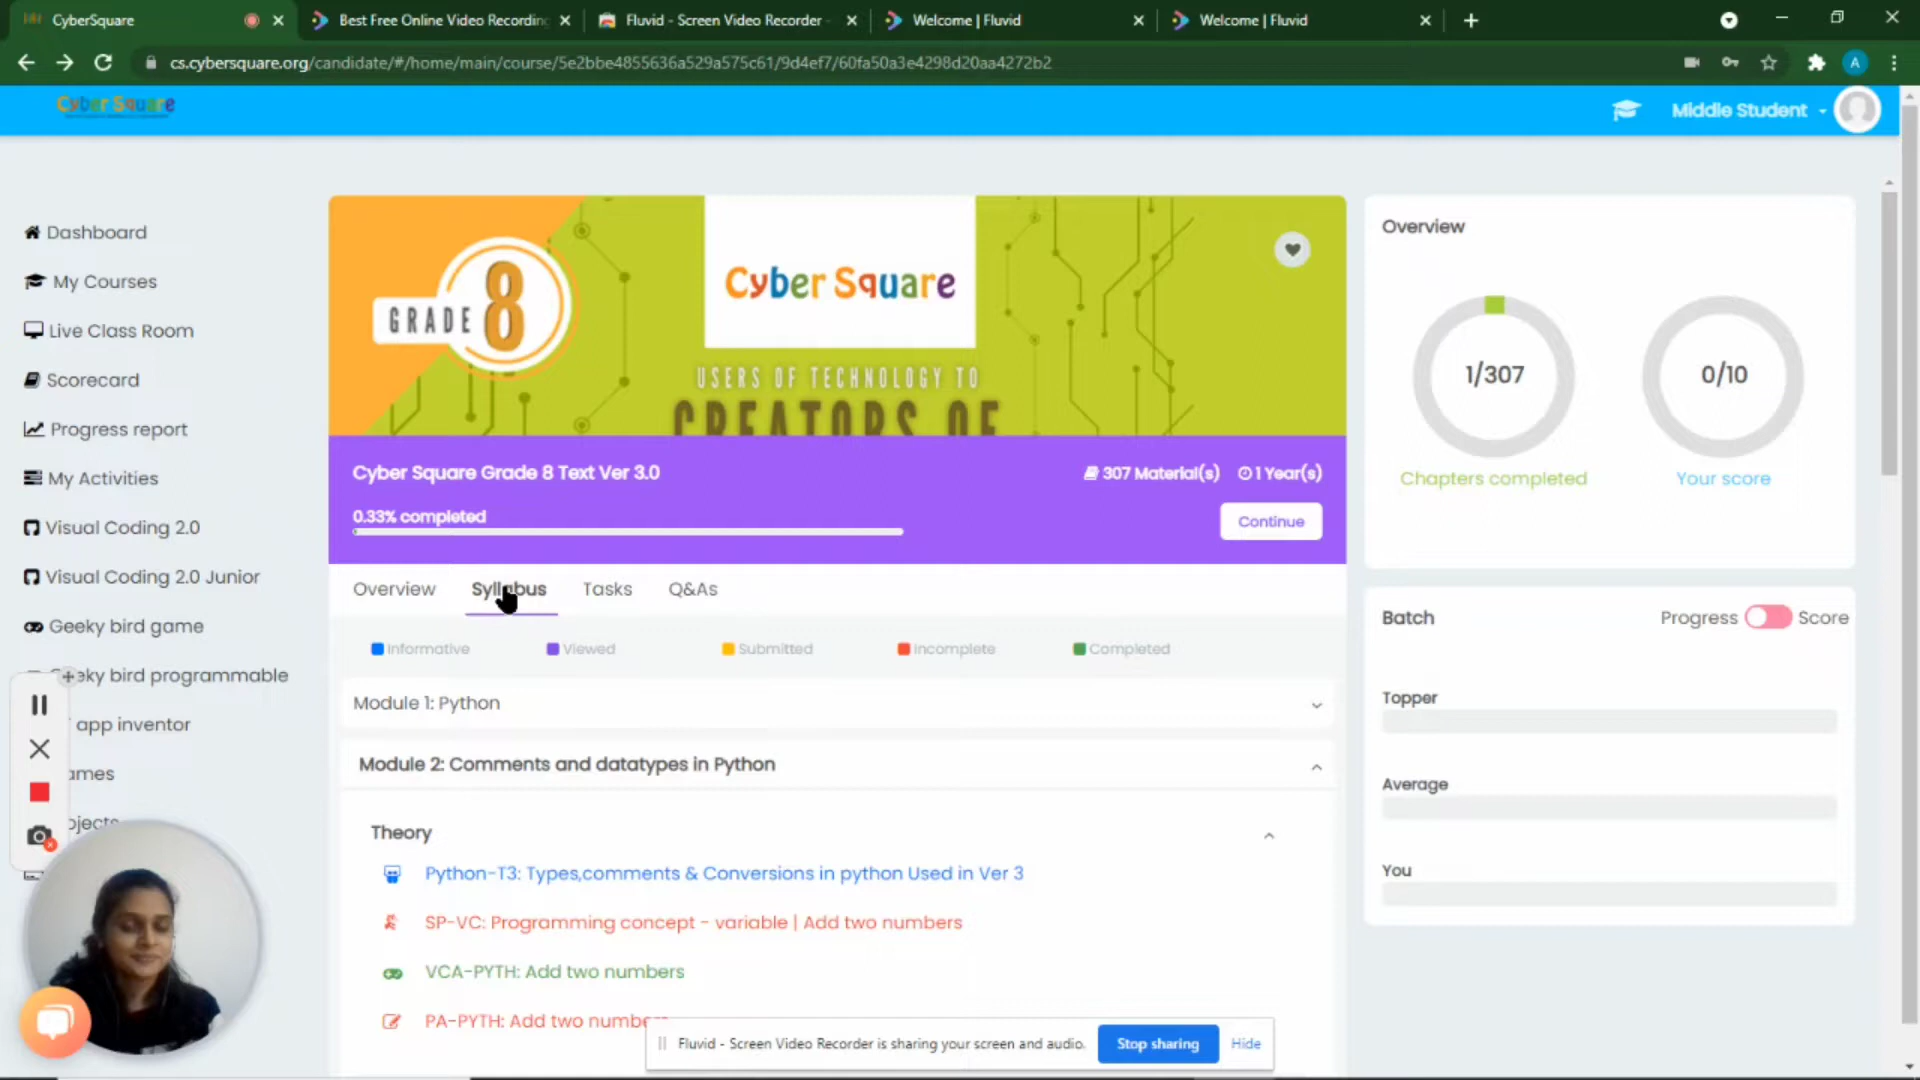 CyberSquare
Best Free Online Video Recording
Fluvid - Screen Video Recorder -
Welcome | Fluvid
Welcome | Fluvid
cs.cybersquare.org/candidate/#/home/main/course/5e2bbe4855636a529a575c61/9d4ef7/60fa50a3e4298d20aa4272b2
A
Cyber Square
Middle Student
Dashboard
My Courses
Live Class Room
Scorecard
Progress report
My Activities
Visual Coding 2.0
Visual Coding 2.0 Junior
Geeky bird game
eky bird programmable
app inventor
ames
ojects
GRADE 8
Cyber Square
USERS OF TECHNOLOGY TO
CREATORS OF
Cyber Square Grade 8 Text Ver 3.0
307 Material(s)
1 Year(s)
0.33% completed
Continue
Overview
Syllabus
Tasks
Q&As
Informative
Viewed
Submitted
Incomplete
Completed
Module 1: Python
Module 2: Comments and datatypes in Python
Theory
Python-T3: Types,comments & Conversions in python Used in Ver 3
SP-VC: Programming concept - variable | Add two numbers
VCA-PYTH: Add two numbers
PA-PYTH: Add two numbe
Overview
1/307
0/10
Chapters completed
Your score
Batch
Progress
Score
Topper
Average
You
Fluvid - Screen Video Recorder is sharing your screen and audio.
Stop sharing
Hide